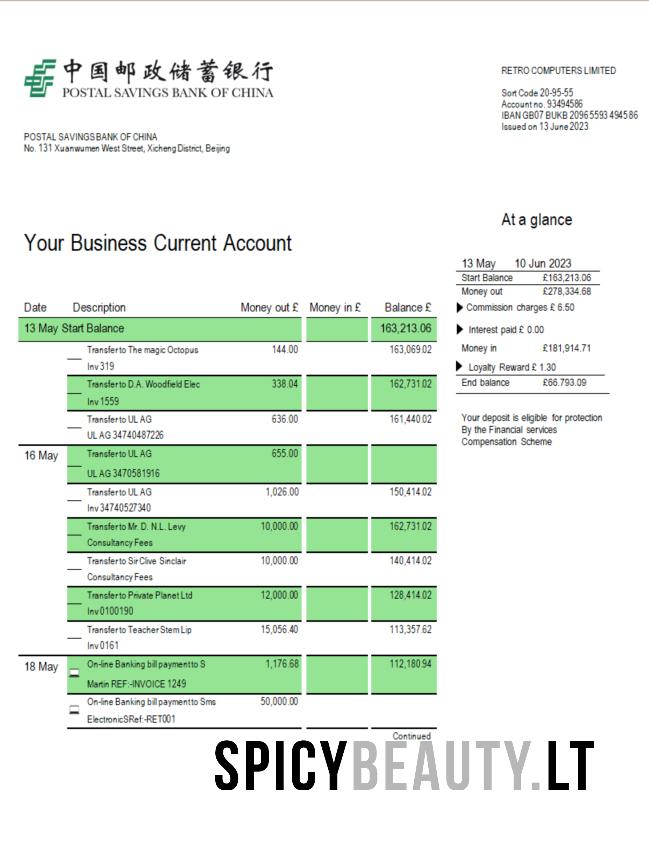 中国邮政储蓄银行
POSTAL SAVINGS BANK OF CHINA
RETRO COMPUTERS LIMITED
Sort Code 20-95-55
Account no. 93494586
IBAN GB07 BUKB 20965593 494586
Issued on 13 June 2023
POSTAL SAVINGS BANK OF CHINA
No. 131 Xuanwumen West Street, Xicheng District, Beijing
At a glance
Your Business Current Account
13 May 10 Jun 2023
Start Balance £163,213.06
Money out £278,334.68
Commission charges £ 6.50
Interest paid £ 0.00
Money in £181,914.71
Loyalty Reward £ 1.30
End balance £66.793.09
Your deposit is eligible for protection
By the Financial services
Compensation Scheme
Date Description Money out £ Money in £ Balance £
13 May Start Balance 163,213.06
Transfer to The magic Octopus 144.00 163,069.02
Inv 319
Transfer to D.A. Woodfield Elec 338.04 162,731.02
Inv 1559
Transfer to UL AG 636.00 161,440.02
UL AG 34740487226
16 May Transfer to UL AG 655.00
UL AG 3470581916
Transfer to UL AG 1,026.00 150,414.02
Inv 34740527340
Transfer to Mr. D. N.L. Levy 10,000.00 162,731.02
Consultancy Fees
Transfer to Sir Clive Sinclair 10,000.00 140,414.02
Consultancy Fees
Transfer to Private Planet Ltd 12,000.00 128,414.02
Inv 0100190
Transfer to Teacher Stem Lip 15,056.40 113,357.62
Inv 0161
18 May On-line Banking bill payment to S 1,176.68 112,180.94
Martin REF:-INVOICE 1249
On-line Banking bill payment to Sms 50,000.00
ElectronicSRef:-RET001
Continued
SPICYBEAUTY.LT